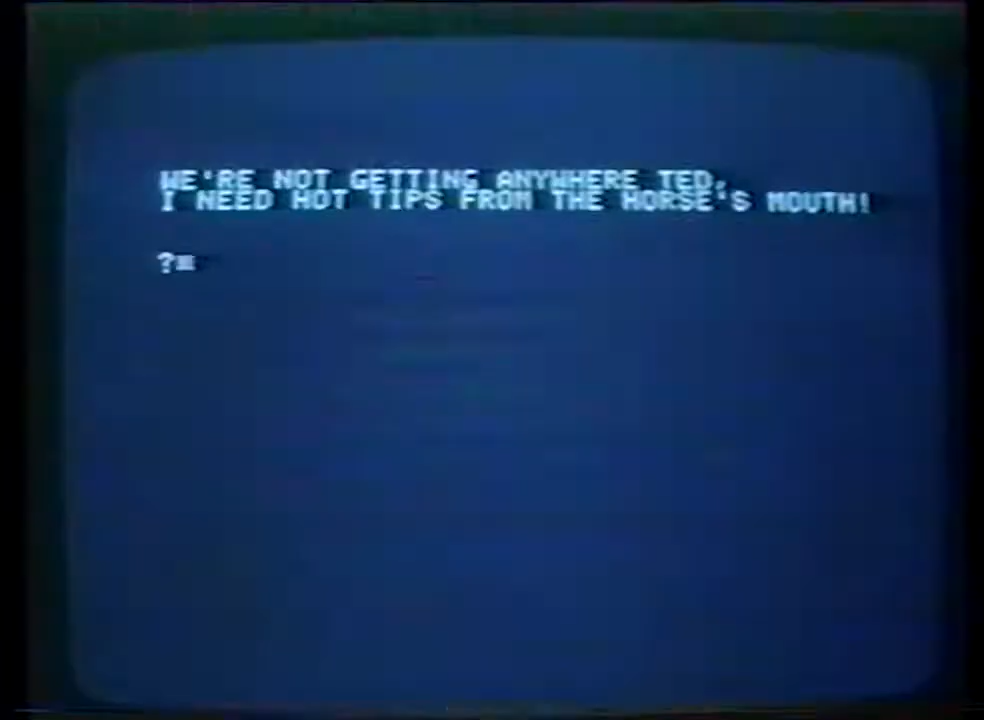 WE'RE NOT GETTING ANYWHERE TED,
I NEED HOT TIPS FROM THE HORSE'S MOUTH!
?